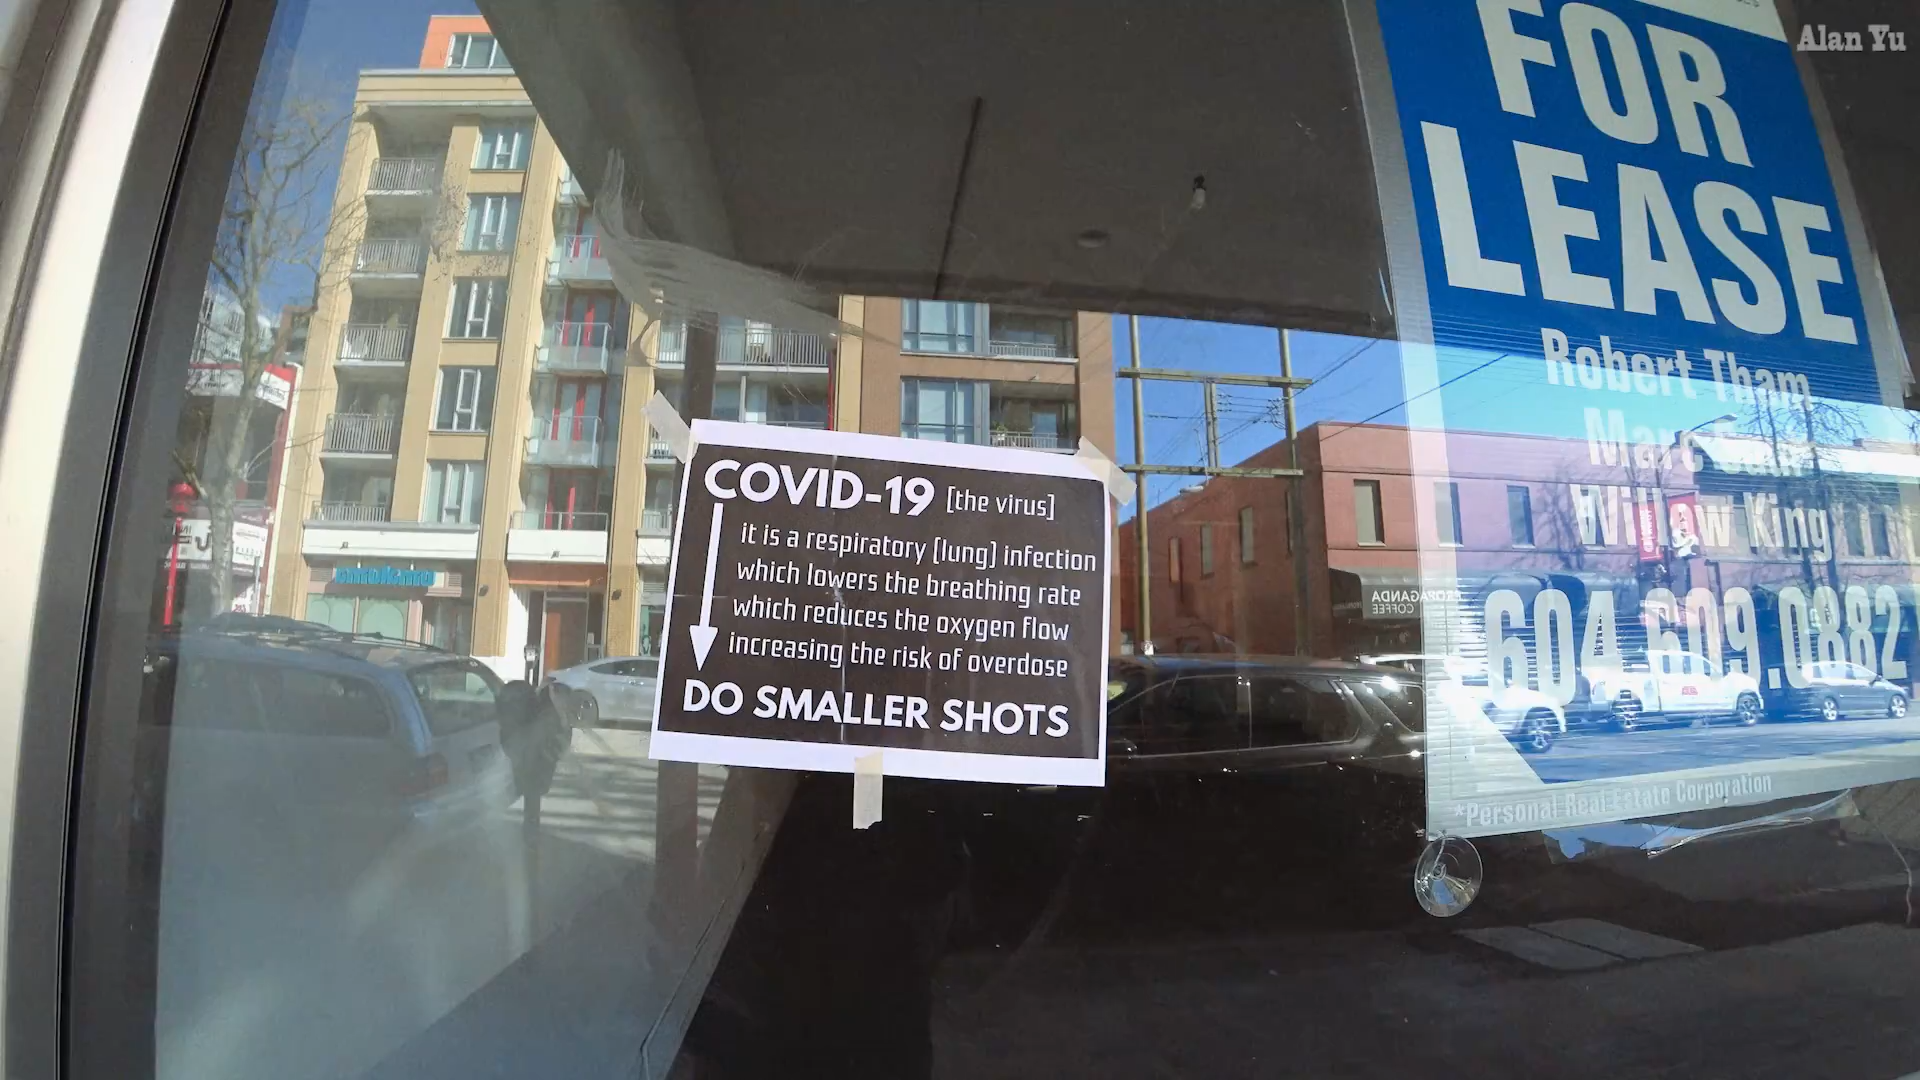 Alan Yu
FOR
LEASE
Robert Tham
Willow King
604.609.0882
*Personal Real Estate Corporation
COVID-19 [the virus]
it is a respiratory [lung] infection
which lowers the breathing rate
which reduces the oxygen flow
increasing the risk of overdose
DO SMALLER SHOTS
PROPAGANDA
COFFEE